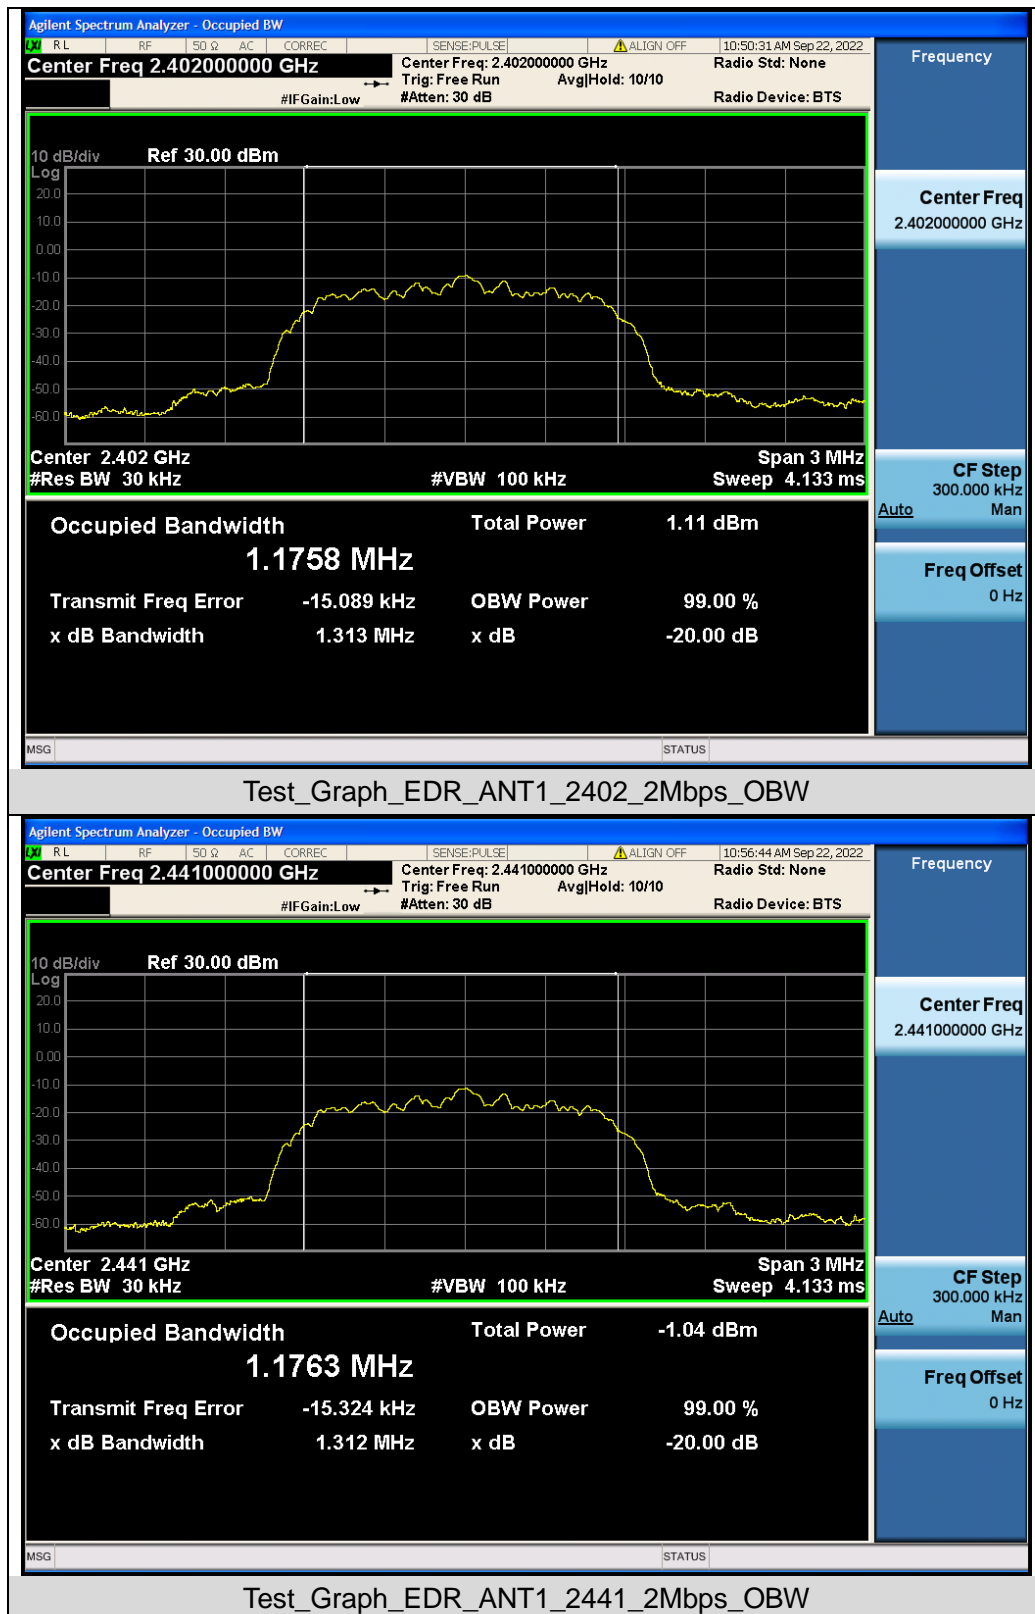 Agilent Spectrum Analyzer - Occupied BW
LXI RL RF 50 Ω AC CORREC SENSE:PULSE ALIGN OFF 10:50:31 AM Sep 22, 2022
Center Freq 2.402000000 GHz Center Freq: 2.402000000 GHz Radio Std: None Frequency
Trig: Free Run Avg|Hold: 10/10
#IFGain:Low #Atten: 30 dB Radio Device: BTS
10 dB/div Ref 30.00 dBm
Log
20.0
10.0
0.00
-10.0
-20.0
-30.0
-40.0
-50.0
-60.0
Center Freq
2.402000000 GHz
Center 2.402 GHz Span 3 MHz
#Res BW 30 kHz #VBW 100 kHz Sweep 4.133 ms
CF Step
300.000 kHz
Auto Man
Occupied Bandwidth Total Power 1.11 dBm
1.1758 MHz
Transmit Freq Error -15.089 kHz OBW Power 99.00 %
x dB Bandwidth 1.313 MHz x dB -20.00 dB
Freq Offset
0 Hz
MSG STATUS
Test_Graph_EDR_ANT1_2402_2Mbps_OBW
Agilent Spectrum Analyzer - Occupied BW
LXI RL RF 50 Ω AC CORREC SENSE:PULSE ALIGN OFF 10:56:44 AM Sep 22, 2022
Center Freq 2.441000000 GHz Center Freq: 2.441000000 GHz Radio Std: None Frequency
Trig: Free Run Avg|Hold: 10/10
#IFGain:Low #Atten: 30 dB Radio Device: BTS
10 dB/div Ref 30.00 dBm
Log
20.0
10.0
0.00
-10.0
-20.0
-30.0
-40.0
-50.0
-60.0
Center Freq
2.441000000 GHz
Center 2.441 GHz Span 3 MHz
#Res BW 30 kHz #VBW 100 kHz Sweep 4.133 ms
CF Step
300.000 kHz
Auto Man
Occupied Bandwidth Total Power -1.04 dBm
1.1763 MHz
Transmit Freq Error -15.324 kHz OBW Power 99.00 %
x dB Bandwidth 1.312 MHz x dB -20.00 dB
Freq Offset
0 Hz
MSG STATUS
Test_Graph_EDR_ANT1_2441_2Mbps_OBW